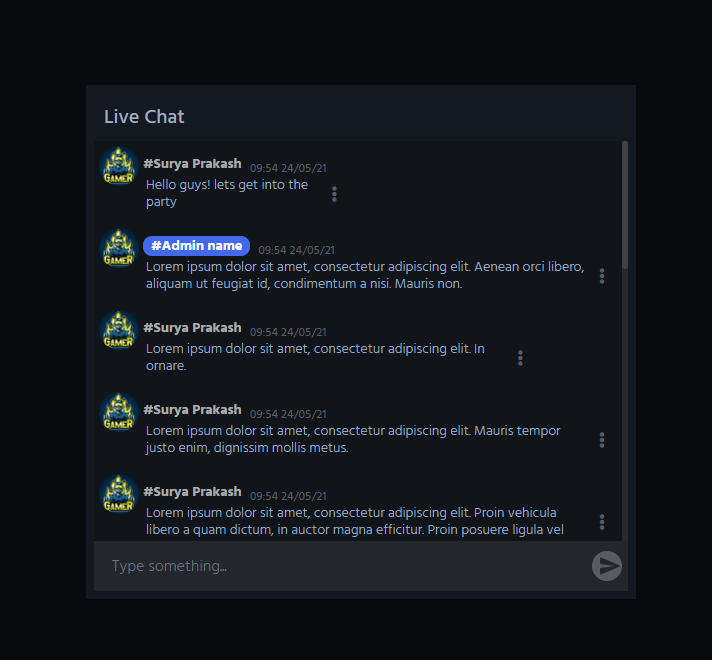 Live Chat
GAMER
#Surya Prakash 09:54 24/05/21
Hello guys! lets get into the
party
GAMER
#Admin name 09:54 24/05/21
Lorem ipsum dolor sit amet, consectetur adipiscing elit. Aenean orci libero,
aliquam ut feugiat id, condimentum a nisi. Mauris non.
GAMER
#Surya Prakash 09:54 24/05/21
Lorem ipsum dolor sit amet, consectetur adipiscing elit. In
ornare.
GAMER
#Surya Prakash 09:54 24/05/21
Lorem ipsum dolor sit amet, consectetur adipiscing elit. Mauris tempor
justo enim, dignissim mollis metus.
GAMER
#Surya Prakash 09:54 24/05/21
Lorem ipsum dolor sit amet, consectetur adipiscing elit. Proin vehicula
libero a quam dictum, in auctor magna efficitur. Proin posuere ligula vel
Type something...